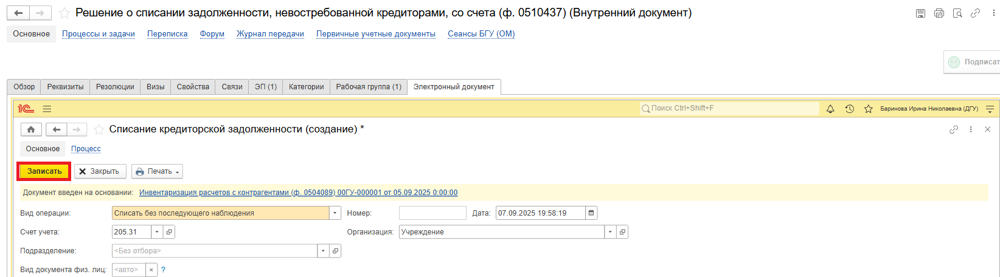 Решение о списании задолженности, невостребованной кредиторами, со счета (ф. 0510437) (Внутренний документ)
Основное Процессы и задачи Переписка Форум Журнал передачи Первичные учетные документы Сеансы БГУ (ОМ)
Подписат
Обзор Реквизиты Резолюции Визы Свойства Связи ЭП (1) Категории Рабочая группа (1) Электронный документ
1С Поиск Ctrl+Shift+F Баринова Ирина Николаевна (ДГУ)
Списание кредиторской задолженности (создание) *
Основное Процесс
Записать Закрыть Печать
Документ введен на основании: Инвентаризация расчетов с контрагентами (ф. 0504089) 00ГУ-000001 от 05.09.2025 0:00:00
Вид операции: Списать без последующего наблюдения Номер: Дата: 07.09.2025 19:58:19
Счет учета: 205.31 Организация: Учреждение
Подразделение: <Без отбора>
Вид документа физ. лиц: <авто> × ?